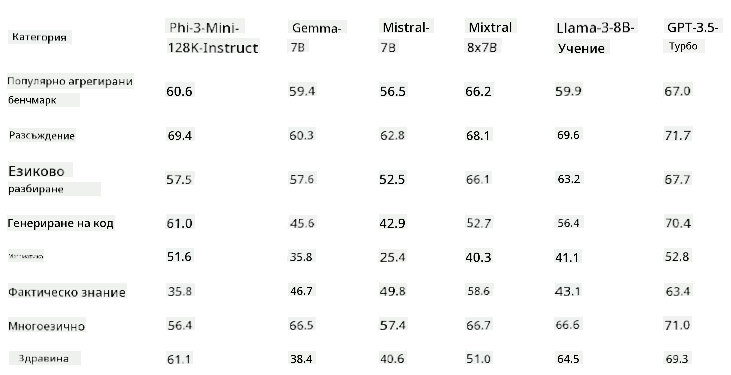 Категория Phi-3-Mini-128K-Instruct Gemma-7B Mistral-7B Mixtral 8x7B Llama-3-8B-Учение GPT-3.5-Турбо
Популярно агрегирани бенчмарк 60.6 59.4 56.5 66.2 59.9 67.0
Разсъждение 69.4 60.3 62.8 68.1 69.6 71.7
Езиково разбиране 57.5 57.6 52.5 66.1 63.2 67.7
Генериране на код 61.0 45.6 42.9 52.7 56.4 70.4
Математика 51.6 35.8 25.4 40.3 41.1 52.8
Фактическо знание 35.8 46.7 49.8 58.6 43.1 63.4
Многоезично 56.4 66.5 57.4 66.7 66.6 71.0
Здравина 61.1 38.4 40.6 51.0 64.5 69.3